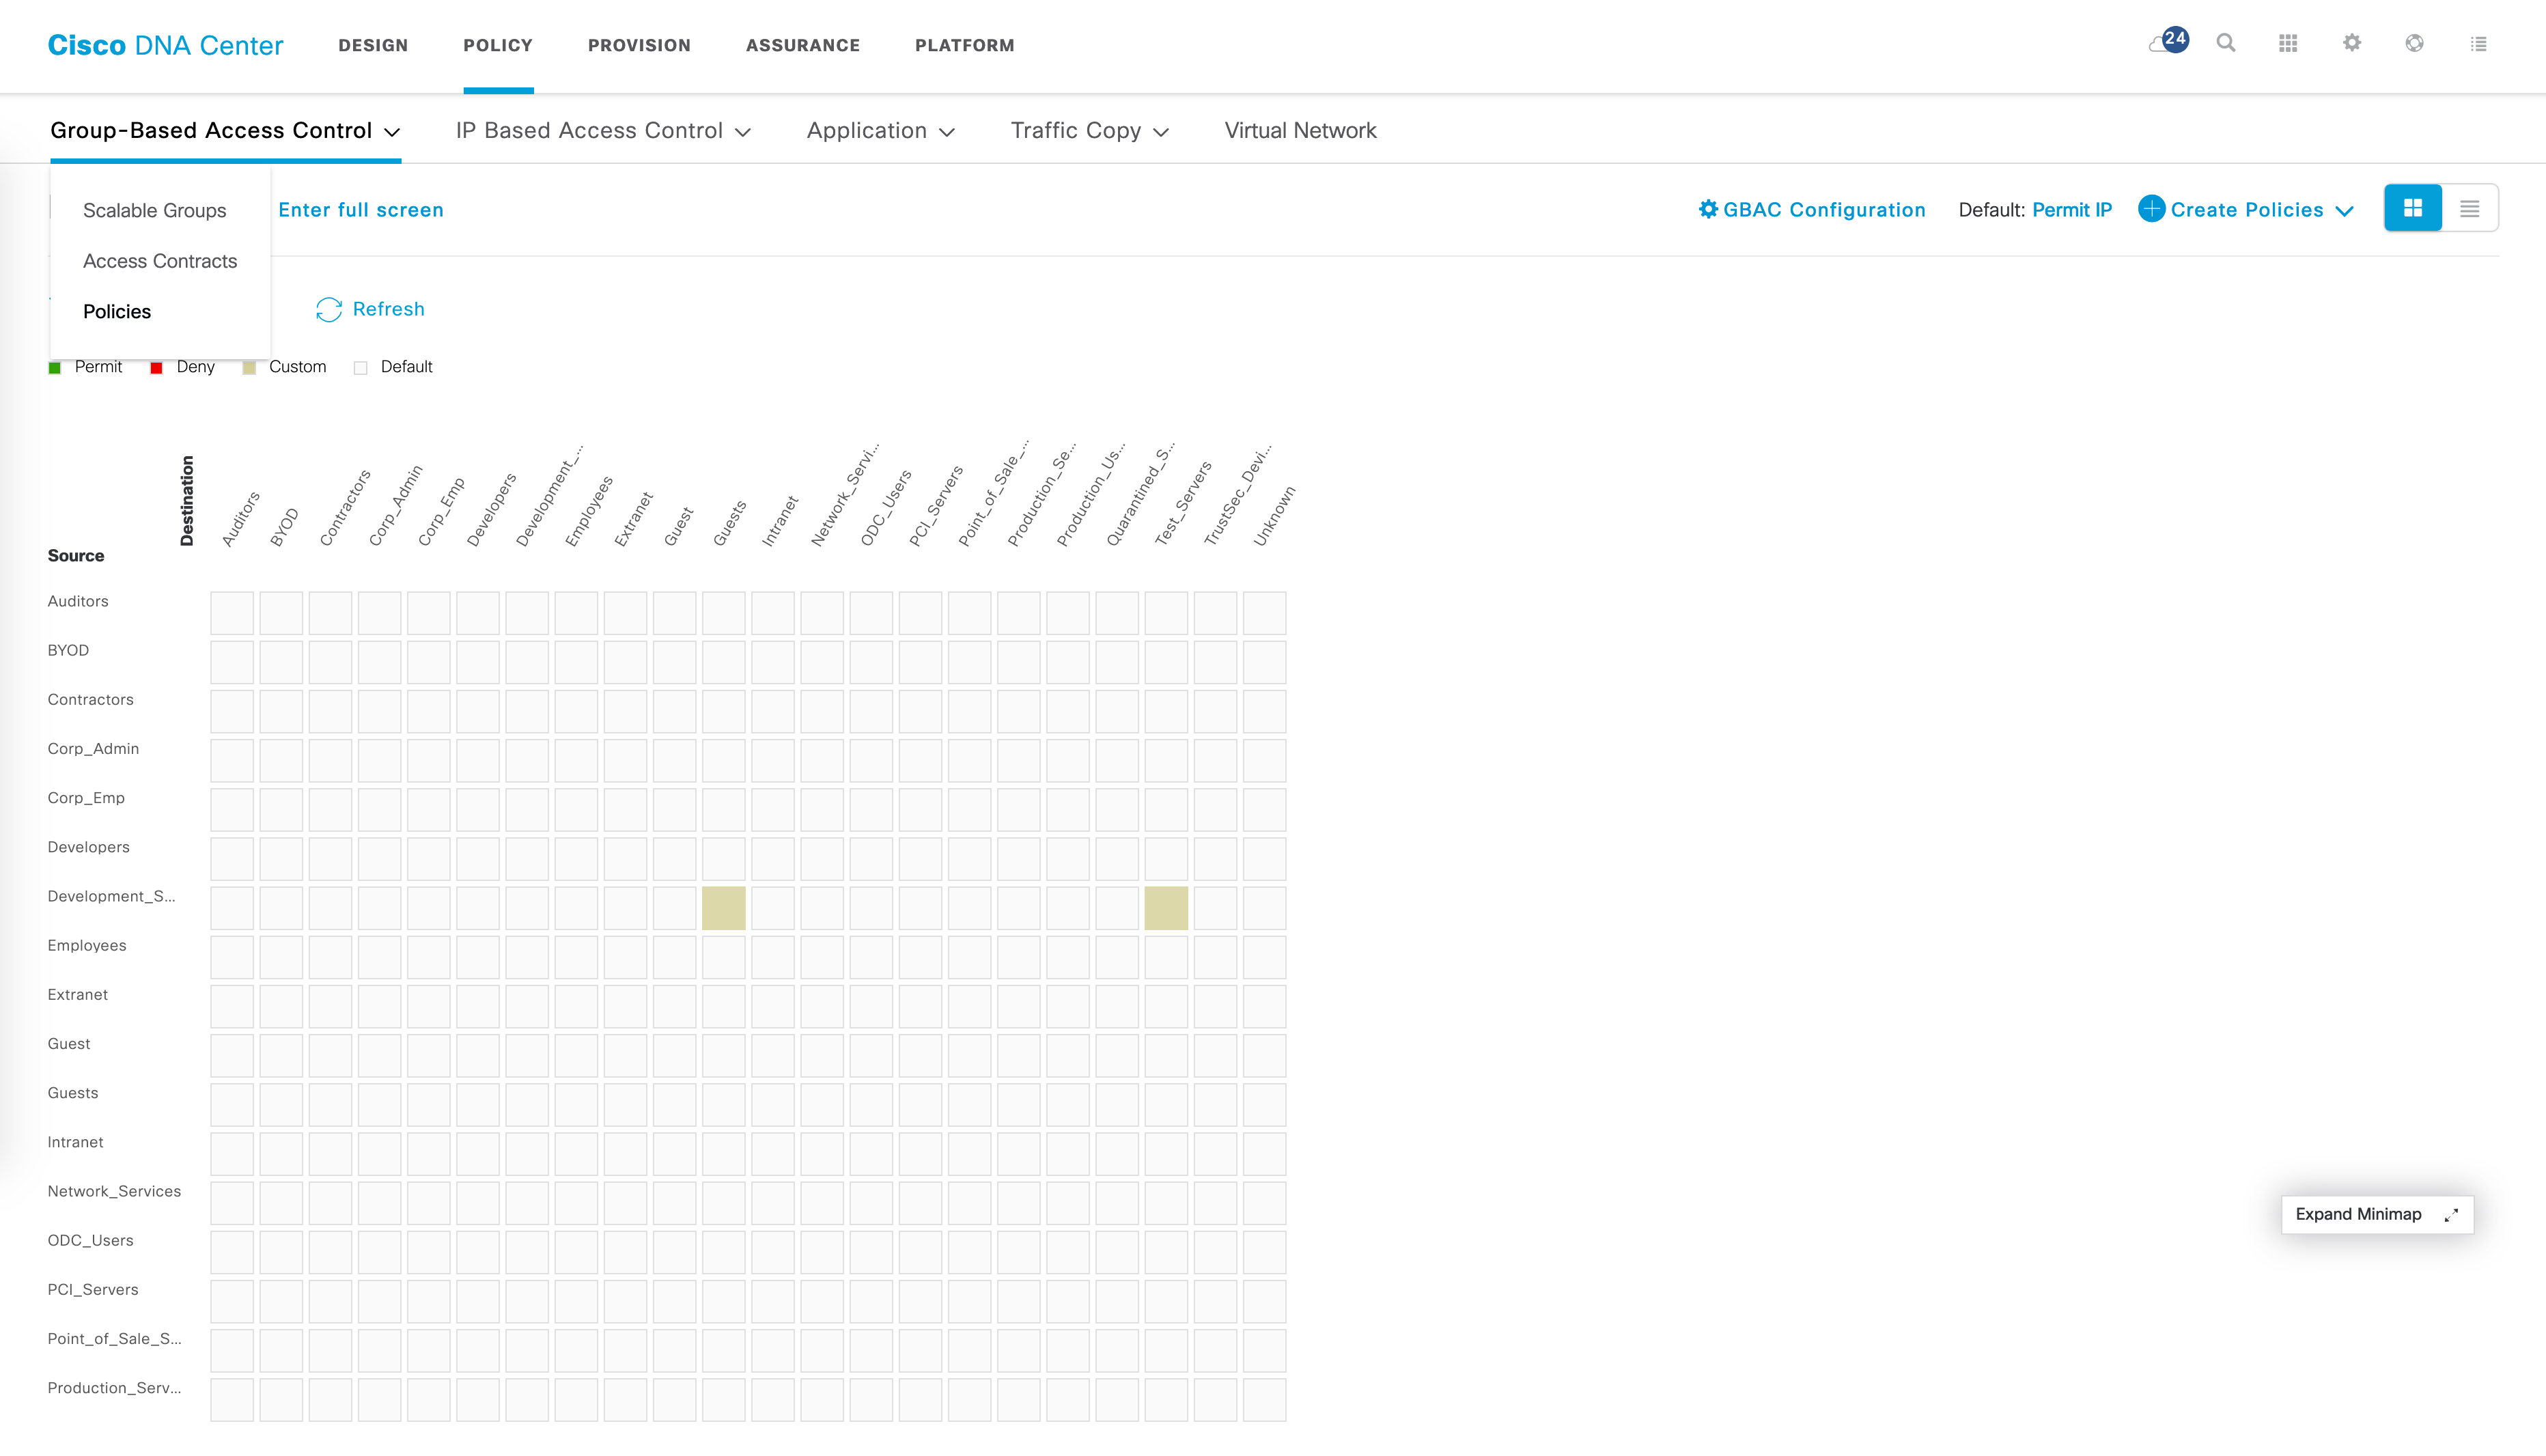 Cisco DNA Center DESIGN POLICY PROVISION ASSURANCE PLATFORM 24
Group-Based Access Control IP Based Access Control Application Traffic Copy Virtual Network
Scalable Groups
Access Contracts
Policies
Enter full screen GBAC Configuration Default: Permit IP Create Policies
Refresh
Permit Deny Custom Default
Destination
Auditors
BYOD
Contractors
Corp_Admin
Corp_Emp
Developers
Development_...
Employees
Extranet
Guest
Guests
Intranet
Network_Servi...
ODC_Users
PCI_Servers
Point_of_Sale_...
Production_Se...
Production_Us...
Quarantined_S...
Test_Servers
TrustSec_Devi...
Unknown
Source
Auditors
BYOD
Contractors
Corp_Admin
Corp_Emp
Developers
Development_S...
Employees
Extranet
Guest
Guests
Intranet
Network_Services
ODC_Users
PCI_Servers
Point_of_Sale_S...
Production_Serv...
Expand Minimap